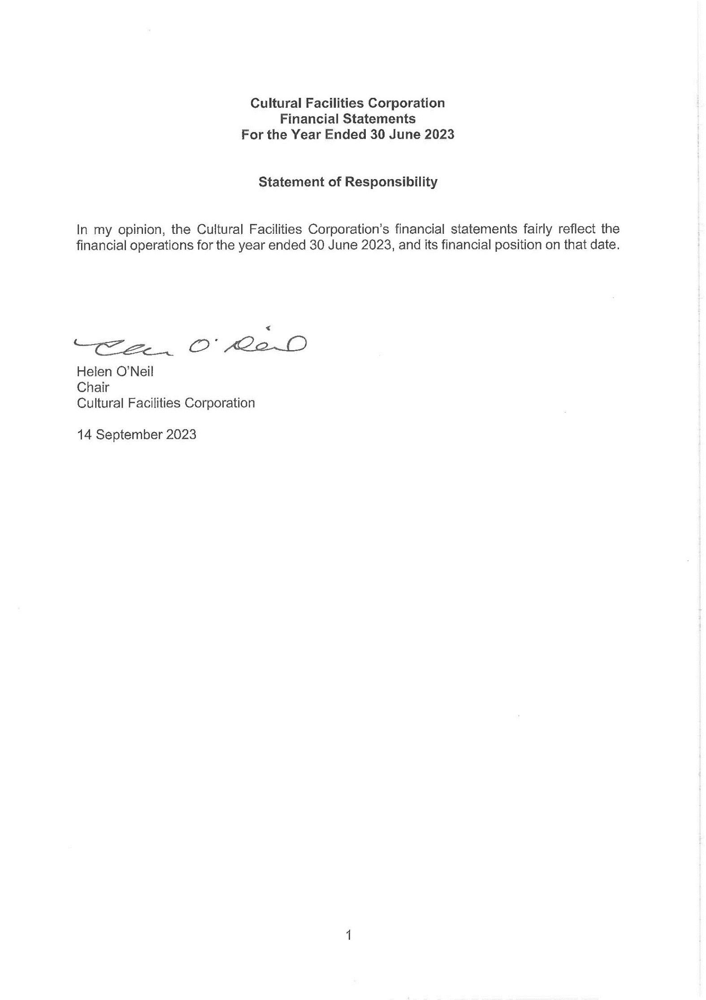 Cultural Facilities Corporation
Financial Statements
For the Year Ended 30 June 2023
Statement of Responsibility
In my opinion, the Cultural Facilities Corporation's financial statements fairly reflect the
financial operations for the year ended 30 June 2023, and its financial position on that date.
Helen O'Neil
Helen O'Neil
Chair
Cultural Facilities Corporation
14 September 2023
1